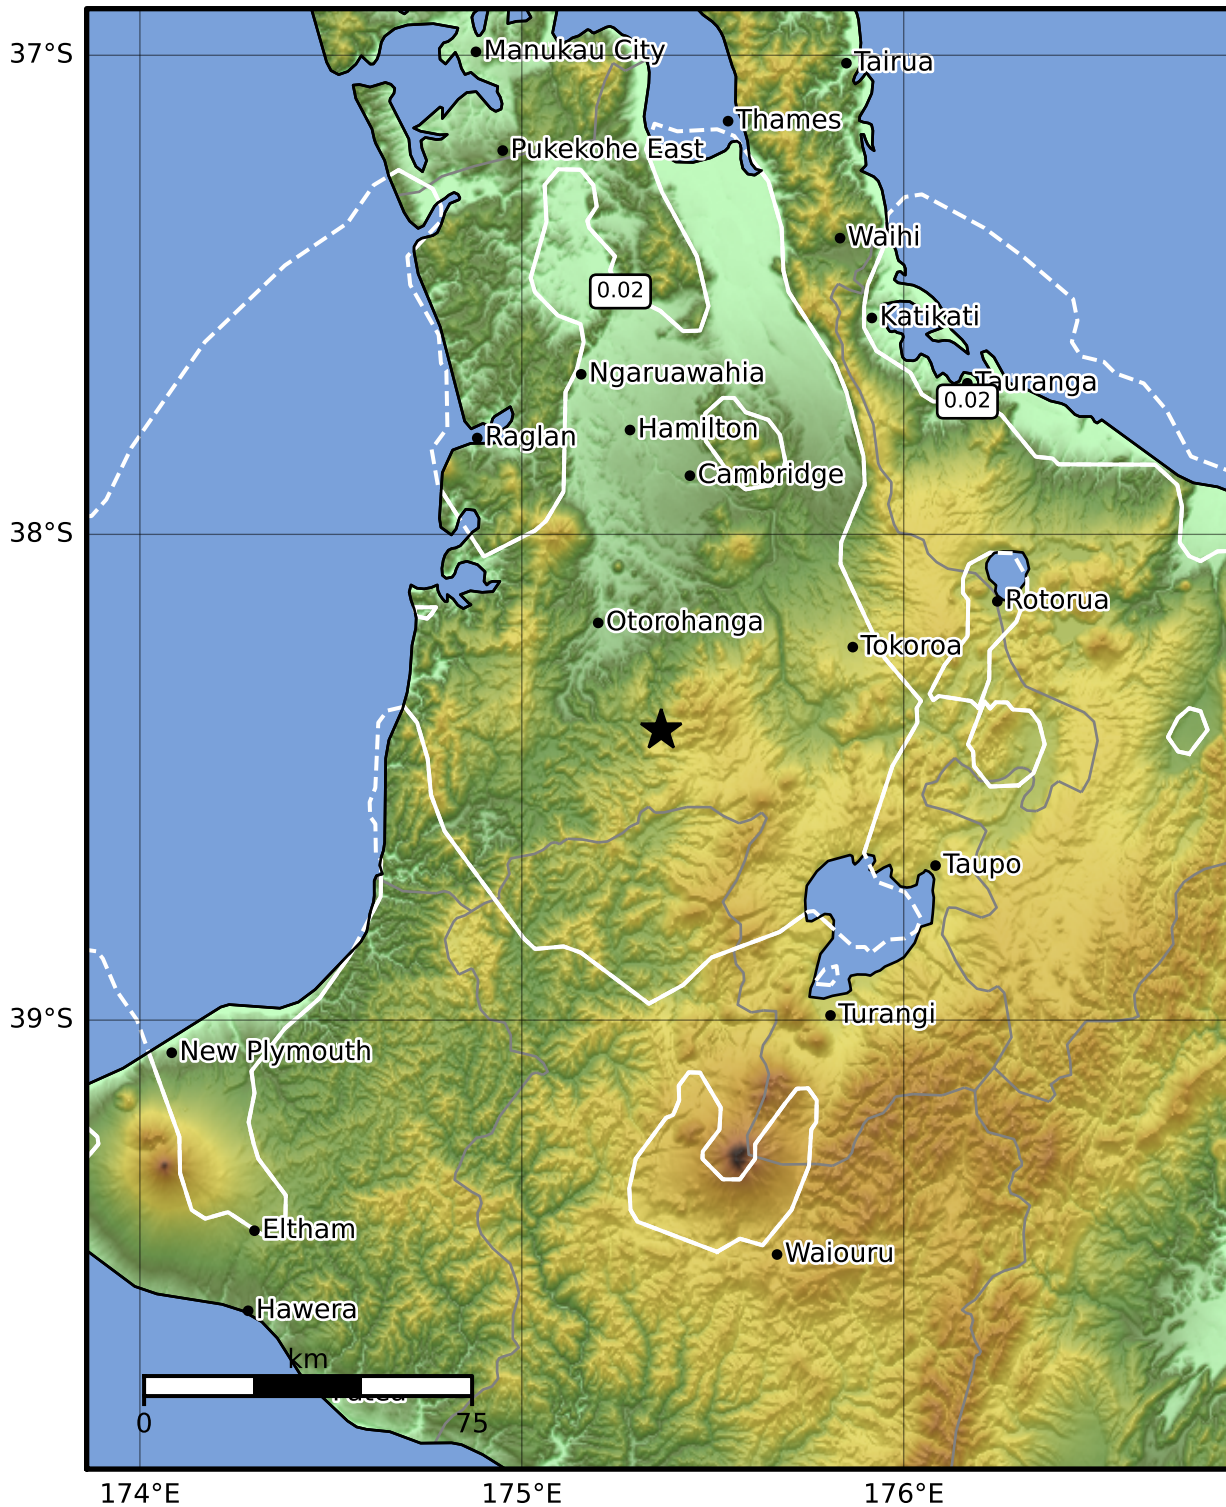 37°S
Manukau City
Tairua
Thames
Pukekohe East
Waihi
0.02
Katikati
Ngaruawahia
Tauranga
0.02
Raglan
Hamilton
Cambridge
38°S
Rotorua
Otorohanga
Tokoroa
Taupo
39°S
Turangi
New Plymouth
Eltham
Waiouru
Hawera
km
0
75
174°E
175°E
176°E